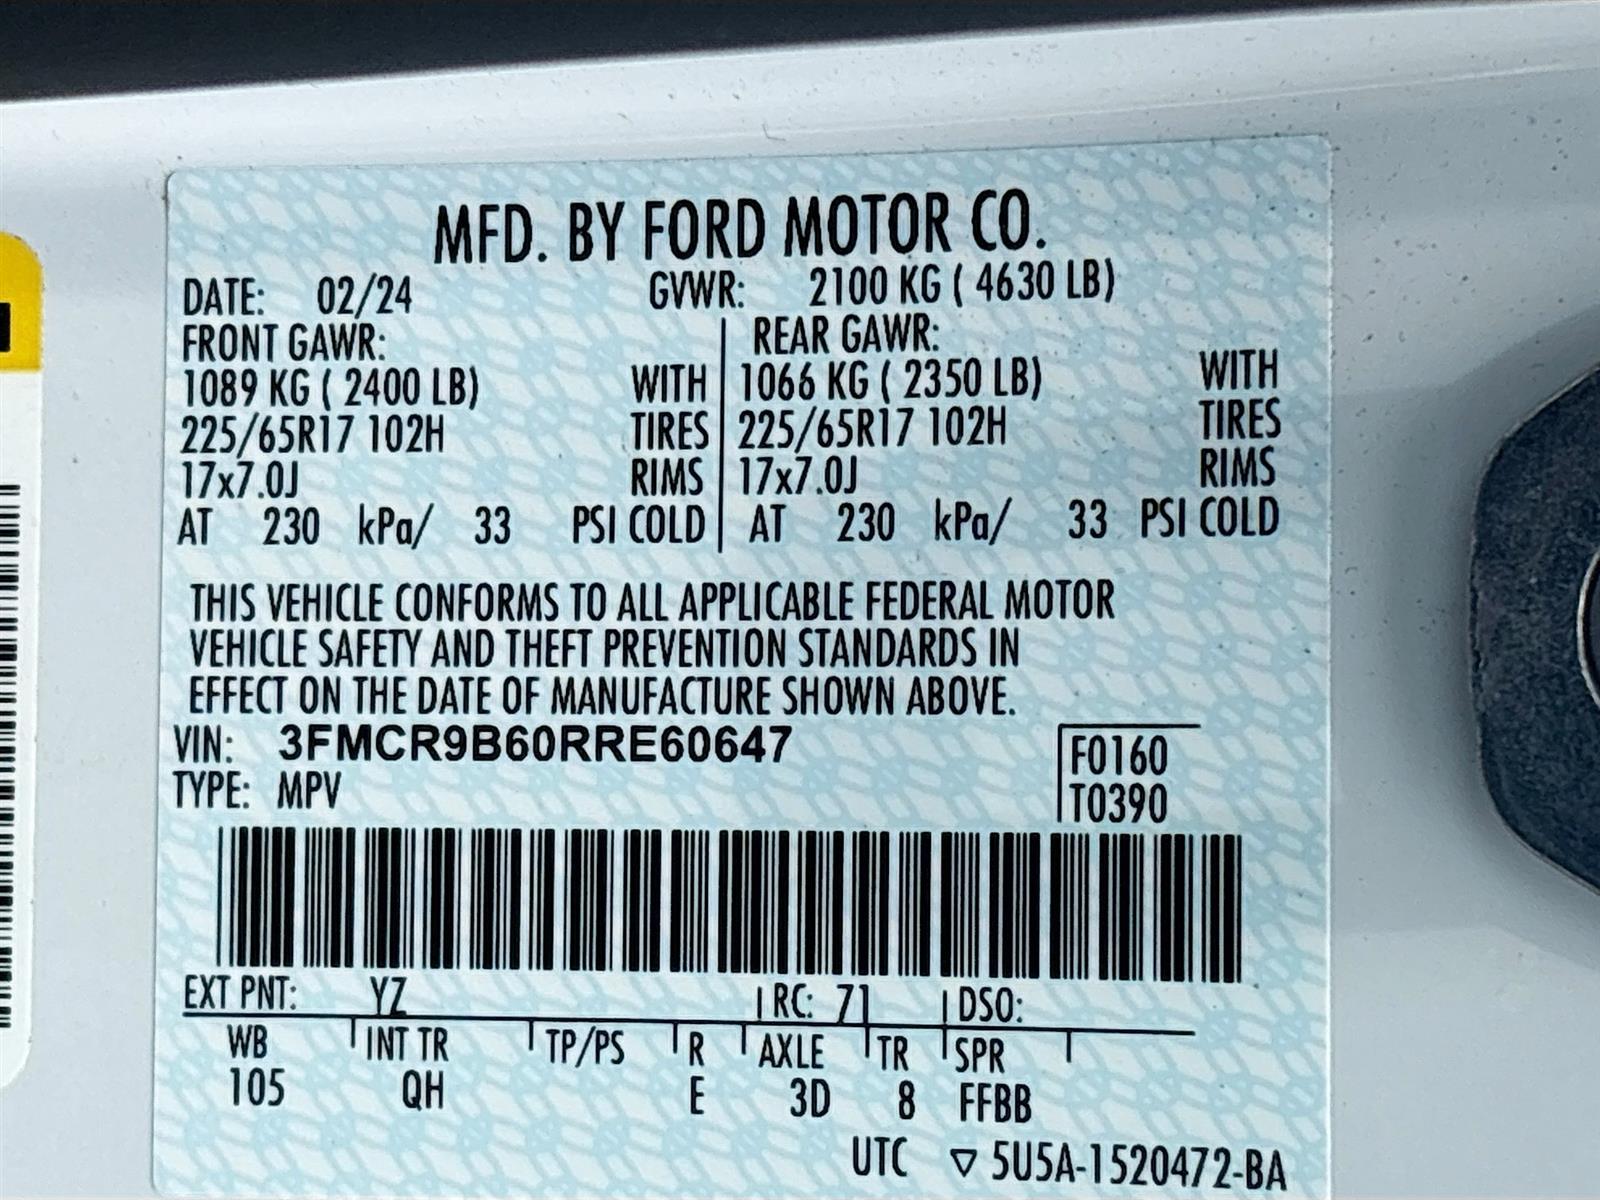 MFD. BY FORD MOTOR CO.
DATE: 02/24 GVWR: 2100 KG ( 4630 LB)
FRONT GAWR: REAR GAWR:
1089 KG ( 2400 LB) WITH 1066 KG ( 2350 LB) WITH
225/65R17 102H TIRES 225/65R17 102H TIRES
17x7.0J RIMS 17x7.0J RIMS
AT 230 kPa/ 33 PSI COLD AT 230 kPa/ 33 PSI COLD
THIS VEHICLE CONFORMS TO ALL APPLICABLE FEDERAL MOTOR
VEHICLE SAFETY AND THEFT PREVENTION STANDARDS IN
EFFECT ON THE DATE OF MANUFACTURE SHOWN ABOVE.
VIN: 3FMCR9B60RRE60647 F0160
TYPE: MPV T0390
EXT PNT: YZ RC: 71 DSO:
WB INT TR TP/PS R AXLE TR SPR
105 QH E 3D 8 FFBB
UTC ▽ 5U5A-1520472-BA